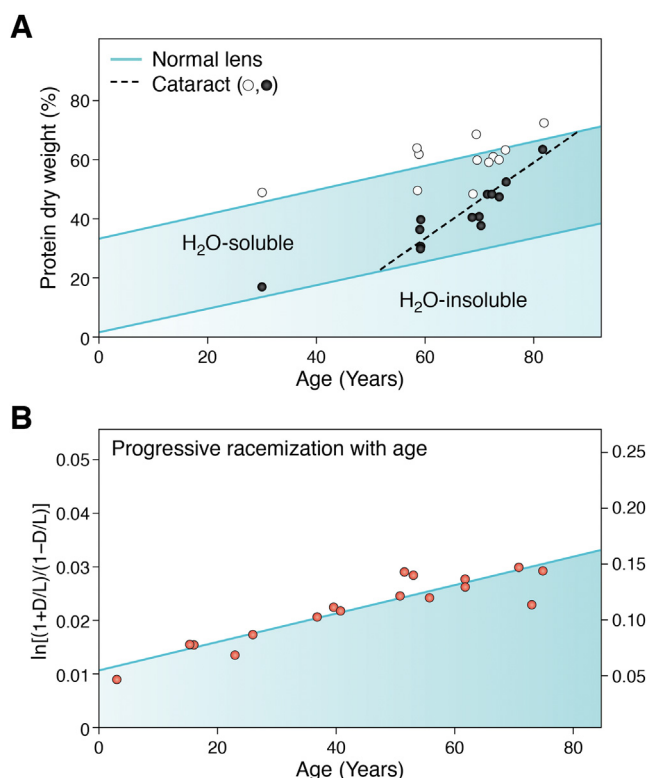 A
Normal lens
Cataract (○,●)
Protein dry weight (%)
80
60
40
20
0
H₂O-soluble
H₂O-insoluble
0 20 40 60 80
Age (Years)
B
Progressive racemization with age
ln[(1+D/L)/(1−D/L)]
0.05
0.04
0.03
0.02
0.01
0
0.25
0.20
0.15
0.10
0.05
0 20 40 60 80
Age (Years)